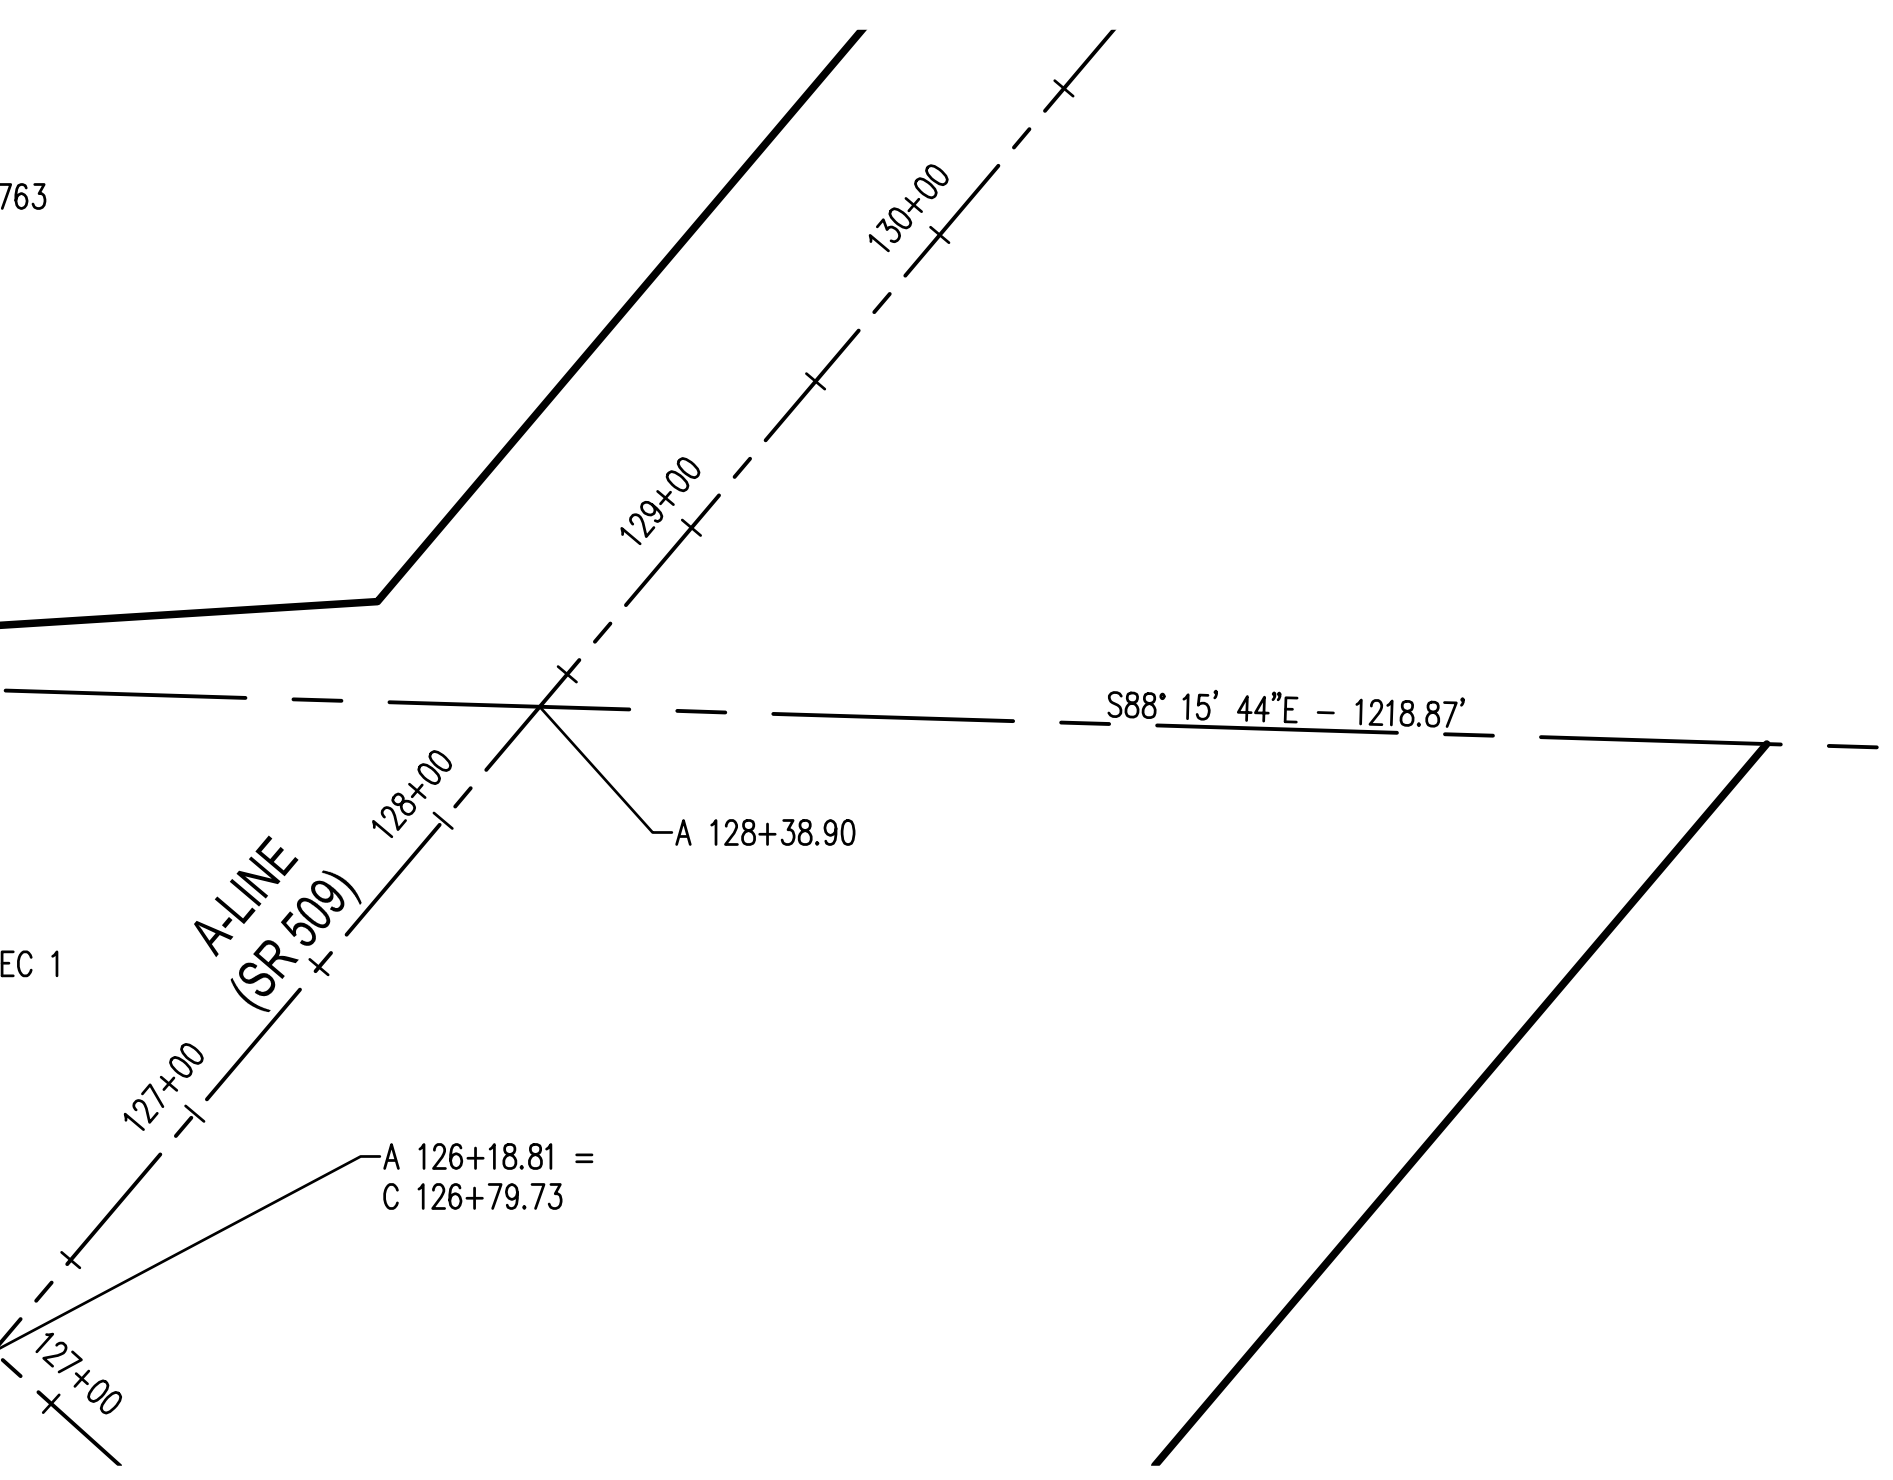 763
130+00
129+00
S88° 15' 44"E - 1218.87'
128+00
A 128+38.90
A-LINE
(SR 509)
EC 1
127+00
A 126+18.81 =
C 126+79.73
127+00